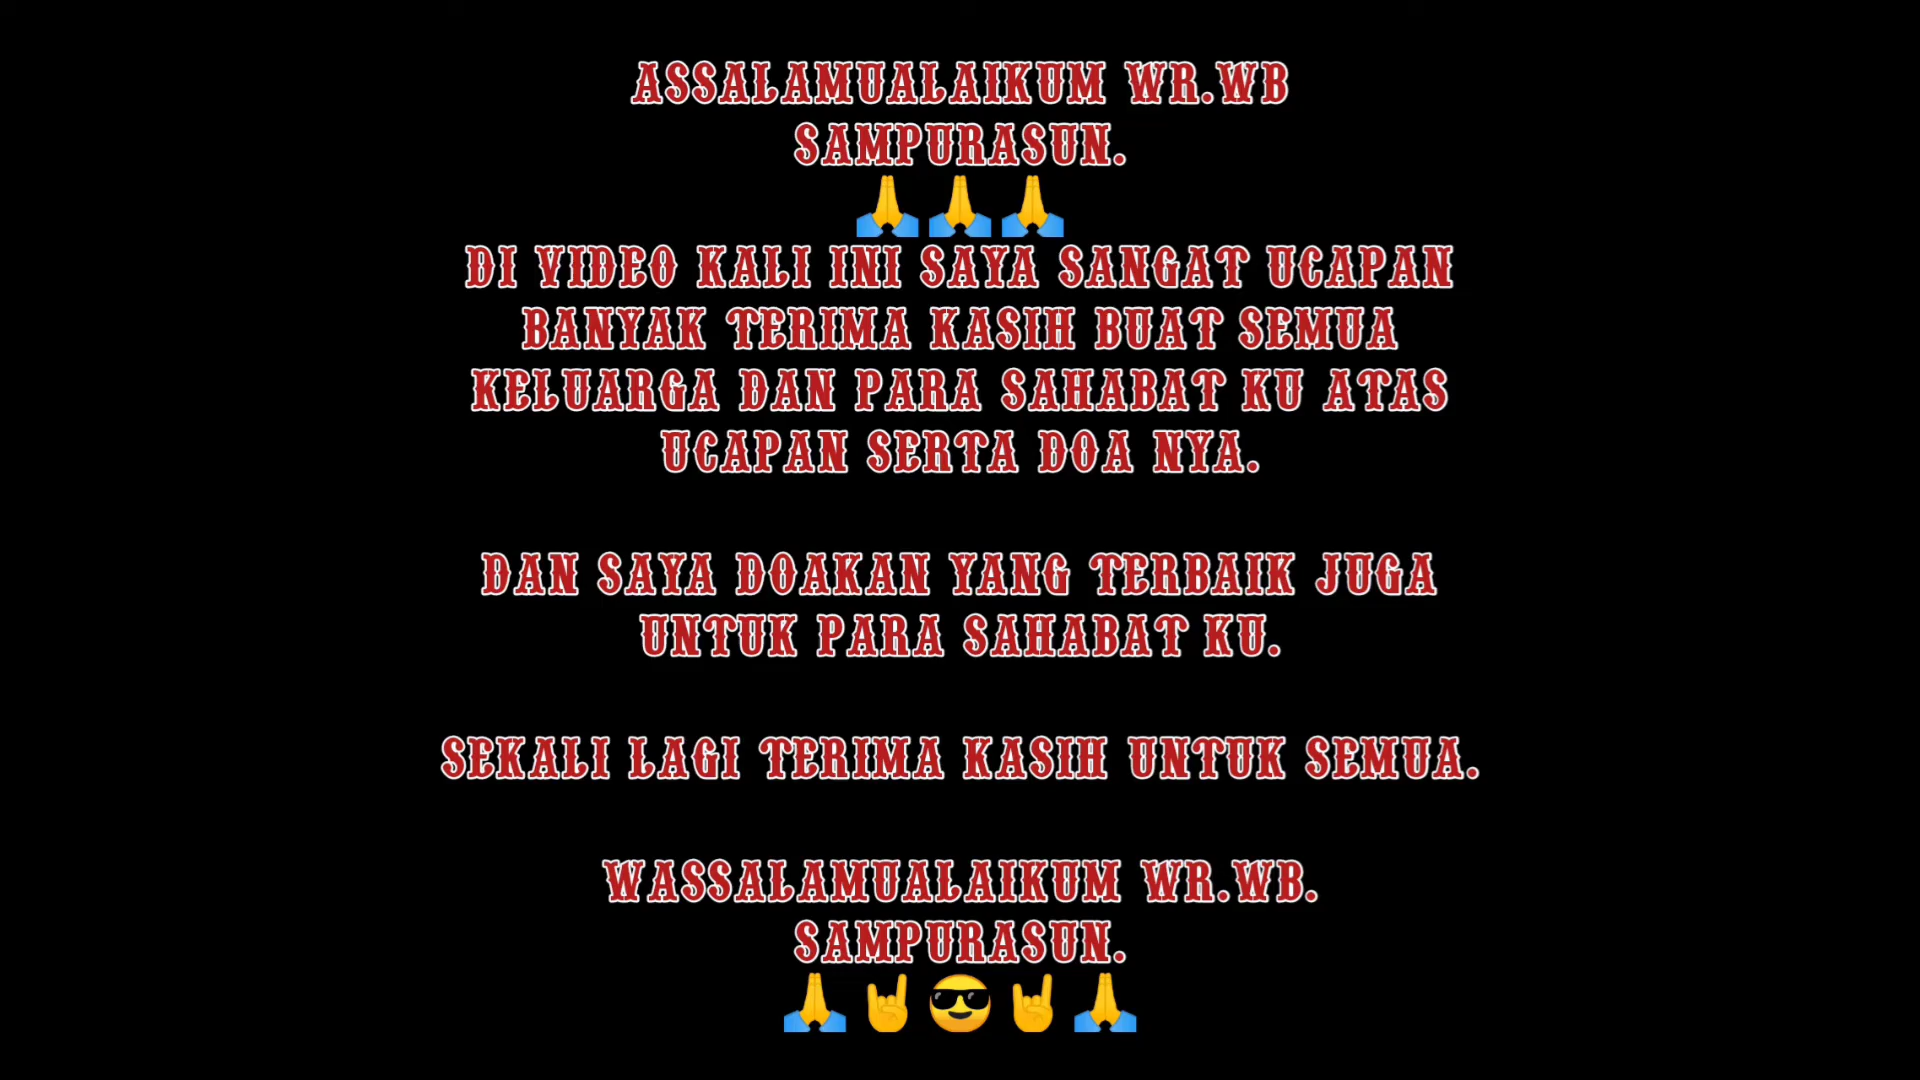 ASSALAMUALAIKUM WR.WB
SAMPURASUN.
🙏🙏🙏
DI VIDEO KALI INI SAYA SANGAT UCAPAN
BANYAK TERIMA KASIH BUAT SEMUA
KELUARGA DAN PARA SAHABAT KU ATAS
UCAPAN SERTA DOA NYA.
DAN SAYA DOAKAN YANG TERBAIK JUGA
UNTUK PARA SAHABAT KU.
SEKALI LAGI TERIMA KASIH UNTUK SEMUA.
WASSALAMUALAIKUM WR.WB.
SAMPURASUN.
🙏🤘😎🤘🙏